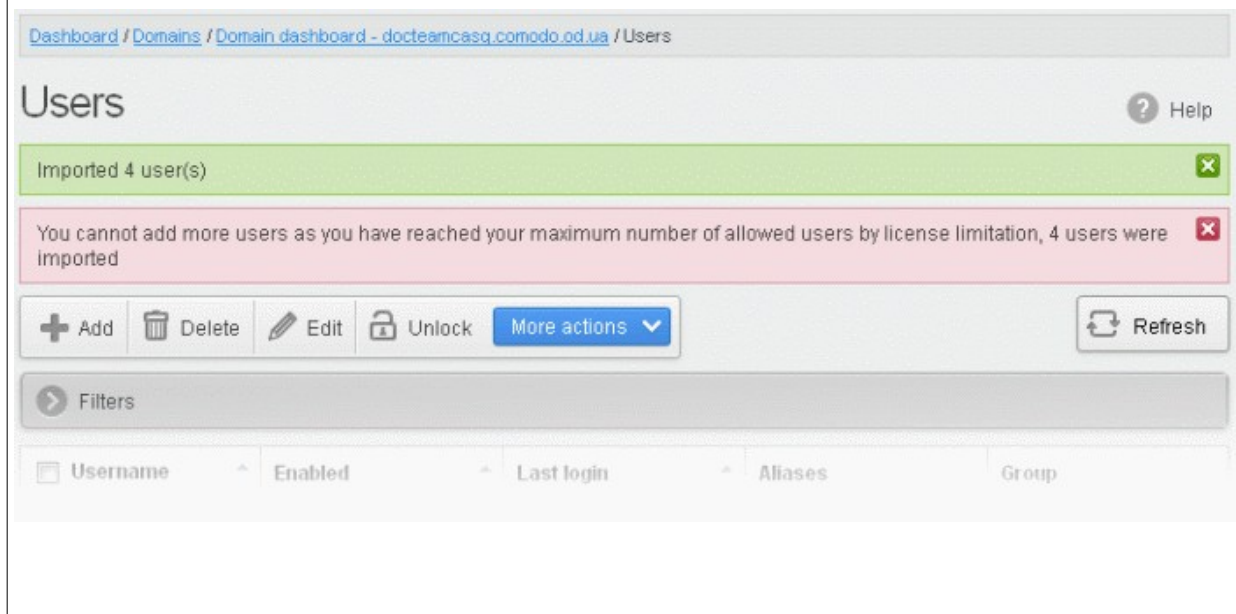 Dashboard / Domains / Domain dashboard - docteamcasg.comodo.od.ua / Users
Users
Help
Imported 4 user(s)
You cannot add more users as you have reached your maximum number of allowed users by license limitation, 4 users were
imported
Add Delete Edit Unlock More actions Refresh
Filters
Username Enabled Last login Aliases Group